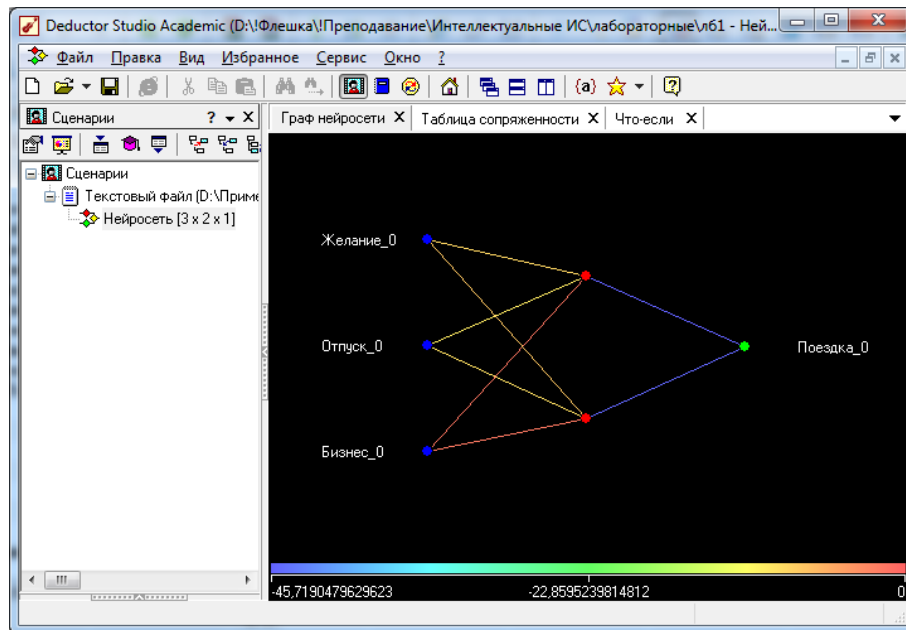 Deductor Studio Academic (D:\!Флешка\!Преподавание\Интеллектуальные ИС\лабораторные\лб1 - Ней...
Файл Правка Вид Избранное Сервис Окно ?
Сценарии ?
Граф нейросети X Таблица сопряженности X Что-если X
Сценарии
Текстовый файл (D:\Приме
Нейросеть [3 x 2 x 1]
Желание_0
Отпуск_0
Поездка_0
Бизнес_0
-45,7190479629623 -22,8595239814812 0